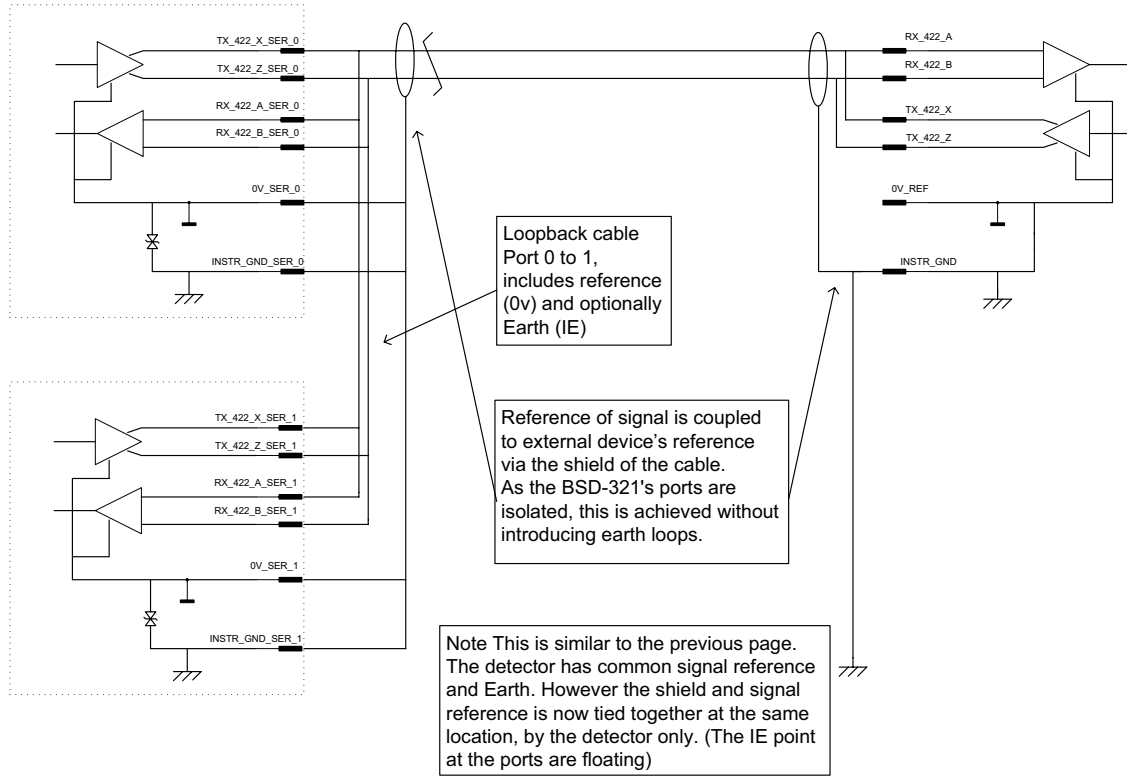 TX_422_X_SER_0
TX_422_Z_SER_0
RX_422_A_SER_0
RX_422_B_SER_0
0V_SER_0
INSTR_GND_SER_0
RX_422_A
RX_422_B
TX_422_X
TX_422_Z
0V_REF
INSTR_GND
Loopback cable
Port 0 to 1,
includes reference
(0v) and optionally
Earth (IE)
TX_422_X_SER_1
TX_422_Z_SER_1
RX_422_A_SER_1
RX_422_B_SER_1
0V_SER_1
INSTR_GND_SER_1
Reference of signal is coupled
to external device's reference
via the shield of the cable.
As the BSD-321's ports are
isolated, this is achieved without
introducing earth loops.
Note This is similar to the previous page.
The detector has common signal reference
and Earth. However the shield and signal
reference is now tied together at the same
location, by the detector only. (The IE point
at the ports are floating)